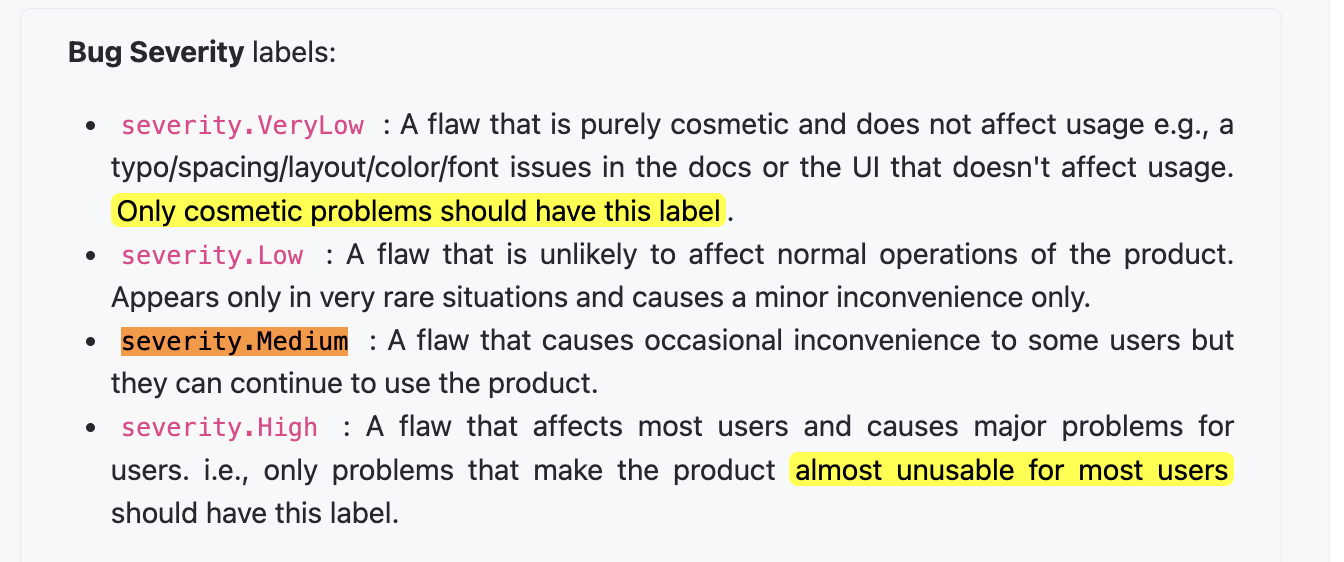 Bug Severity labels:
• severity.VeryLow : A flaw that is purely cosmetic and does not affect usage e.g., a
typo/spacing/layout/color/font issues in the docs or the UI that doesn't affect usage.
Only cosmetic problems should have this label.
• severity.Low : A flaw that is unlikely to affect normal operations of the product.
Appears only in very rare situations and causes a minor inconvenience only.
• severity.Medium : A flaw that causes occasional inconvenience to some users but
they can continue to use the product.
• severity.High : A flaw that affects most users and causes major problems for
users. i.e., only problems that make the product almost unusable for most users
should have this label.